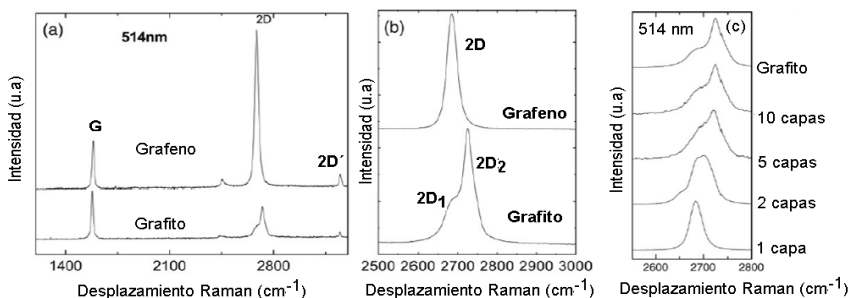 (a)
514nm
2D
G
Grafeno
2D´
Grafito
Intensidad (u.a)
1400 2100 2800
Desplazamiento Raman (cm-1)
(b)
2D
Grafeno
2D2
2D1
Grafito
Intensidad (u.a)
2500 2600 2700 2800 2900 3000
Desplazamiento Raman (cm-1)
514 nm (c)
Grafito
10 capas
5 capas
2 capas
1 capa
Intensidad (u.a)
2600 2700 2800
Desplazamiento Raman (cm-1)